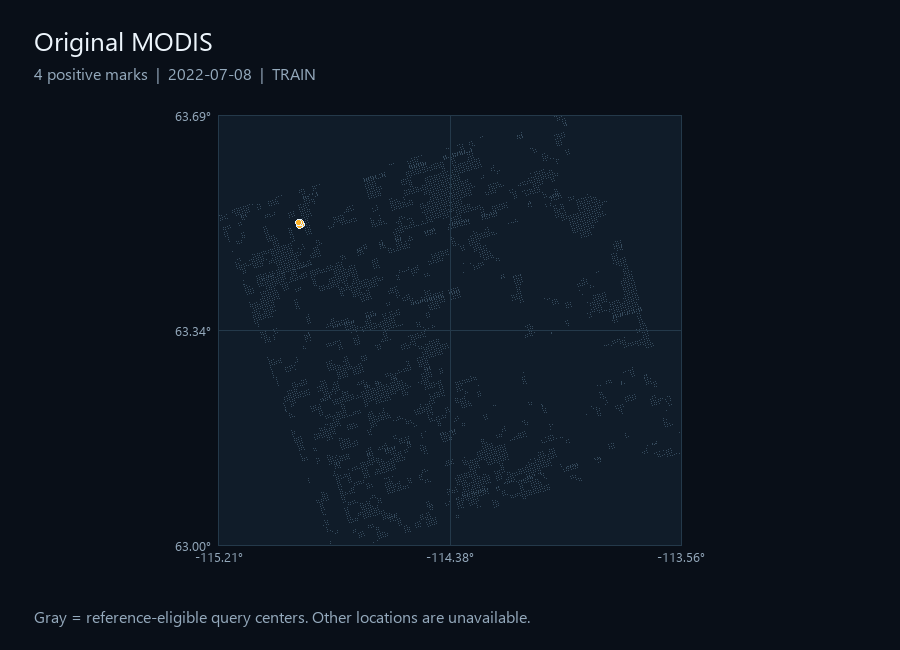 Original MODIS
4 positive marks | 2022-07-08 | TRAIN
63.69°
63.34°
63.00°
-115.21° -114.38° -113.56°
Gray = reference-eligible query centers. Other locations are unavailable.